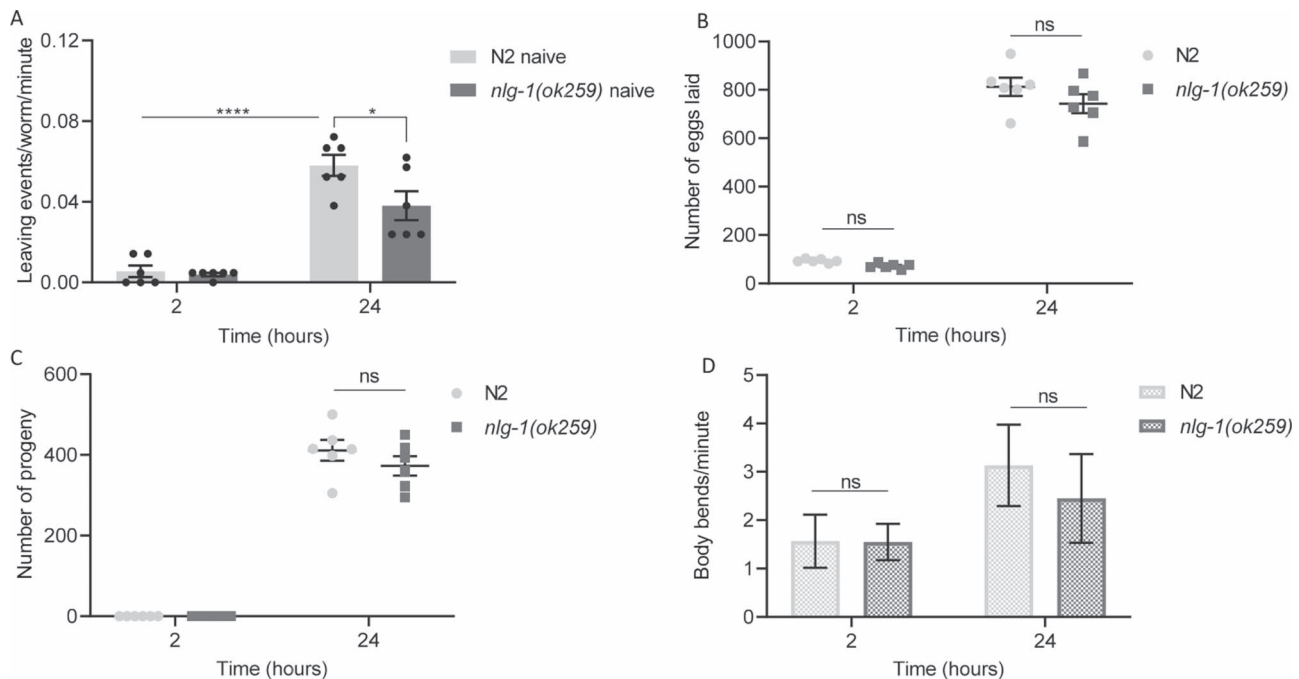 A
Leaving events/worm/minute
0.12
0.08
0.04
0.00
****
*
2
24
Time (hours)
N2 naive
nlg-1(ok259) naive
B
Number of eggs laid
1000
800
600
400
200
0
ns
ns
2
24
Time (hours)
N2
nlg-1(ok259)
C
Number of progeny
600
400
200
0
ns
2
24
Time (hours)
N2
nlg-1(ok259)
D
Body bends/minute
5
4
3
2
1
0
ns
ns
2
24
Time (hours)
N2
nlg-1(ok259)